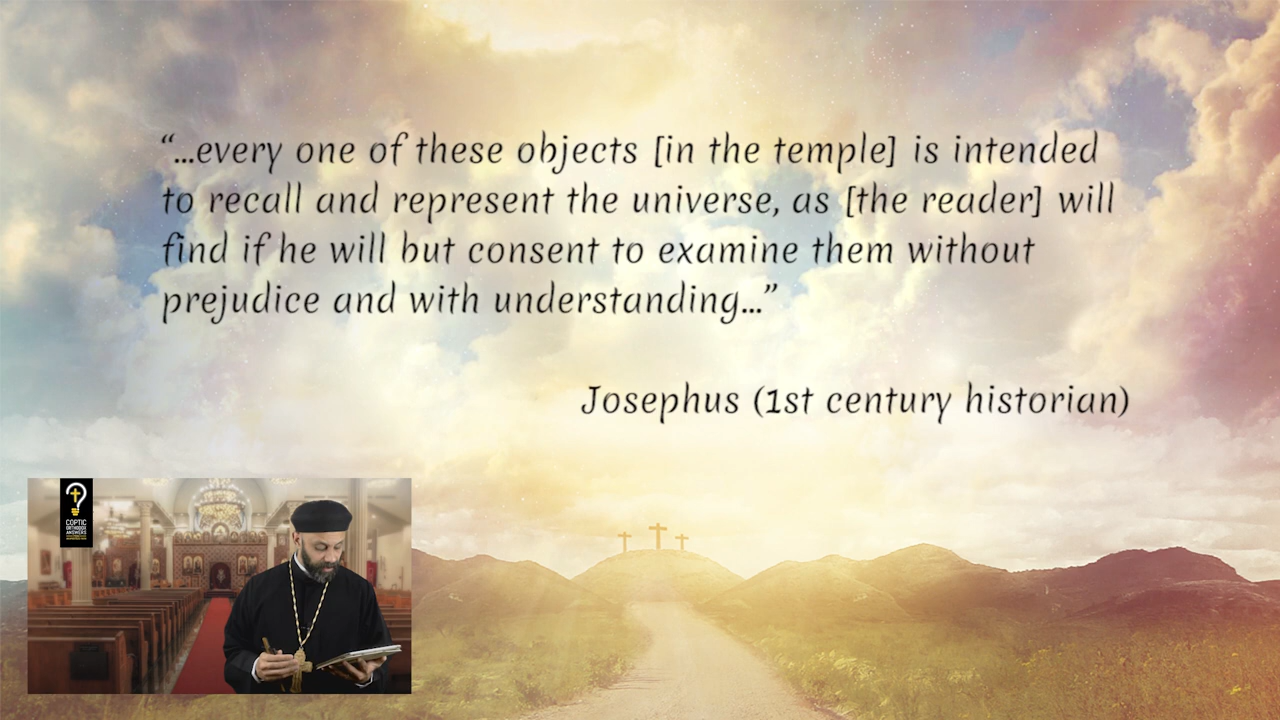 “...every one of these objects [in the temple] is intended
to recall and represent the universe, as [the reader] will
find if he will but consent to examine them without
prejudice and with understanding...”
Josephus (1st century historian)
COPTIC
ORTHODOX
ANSWERS